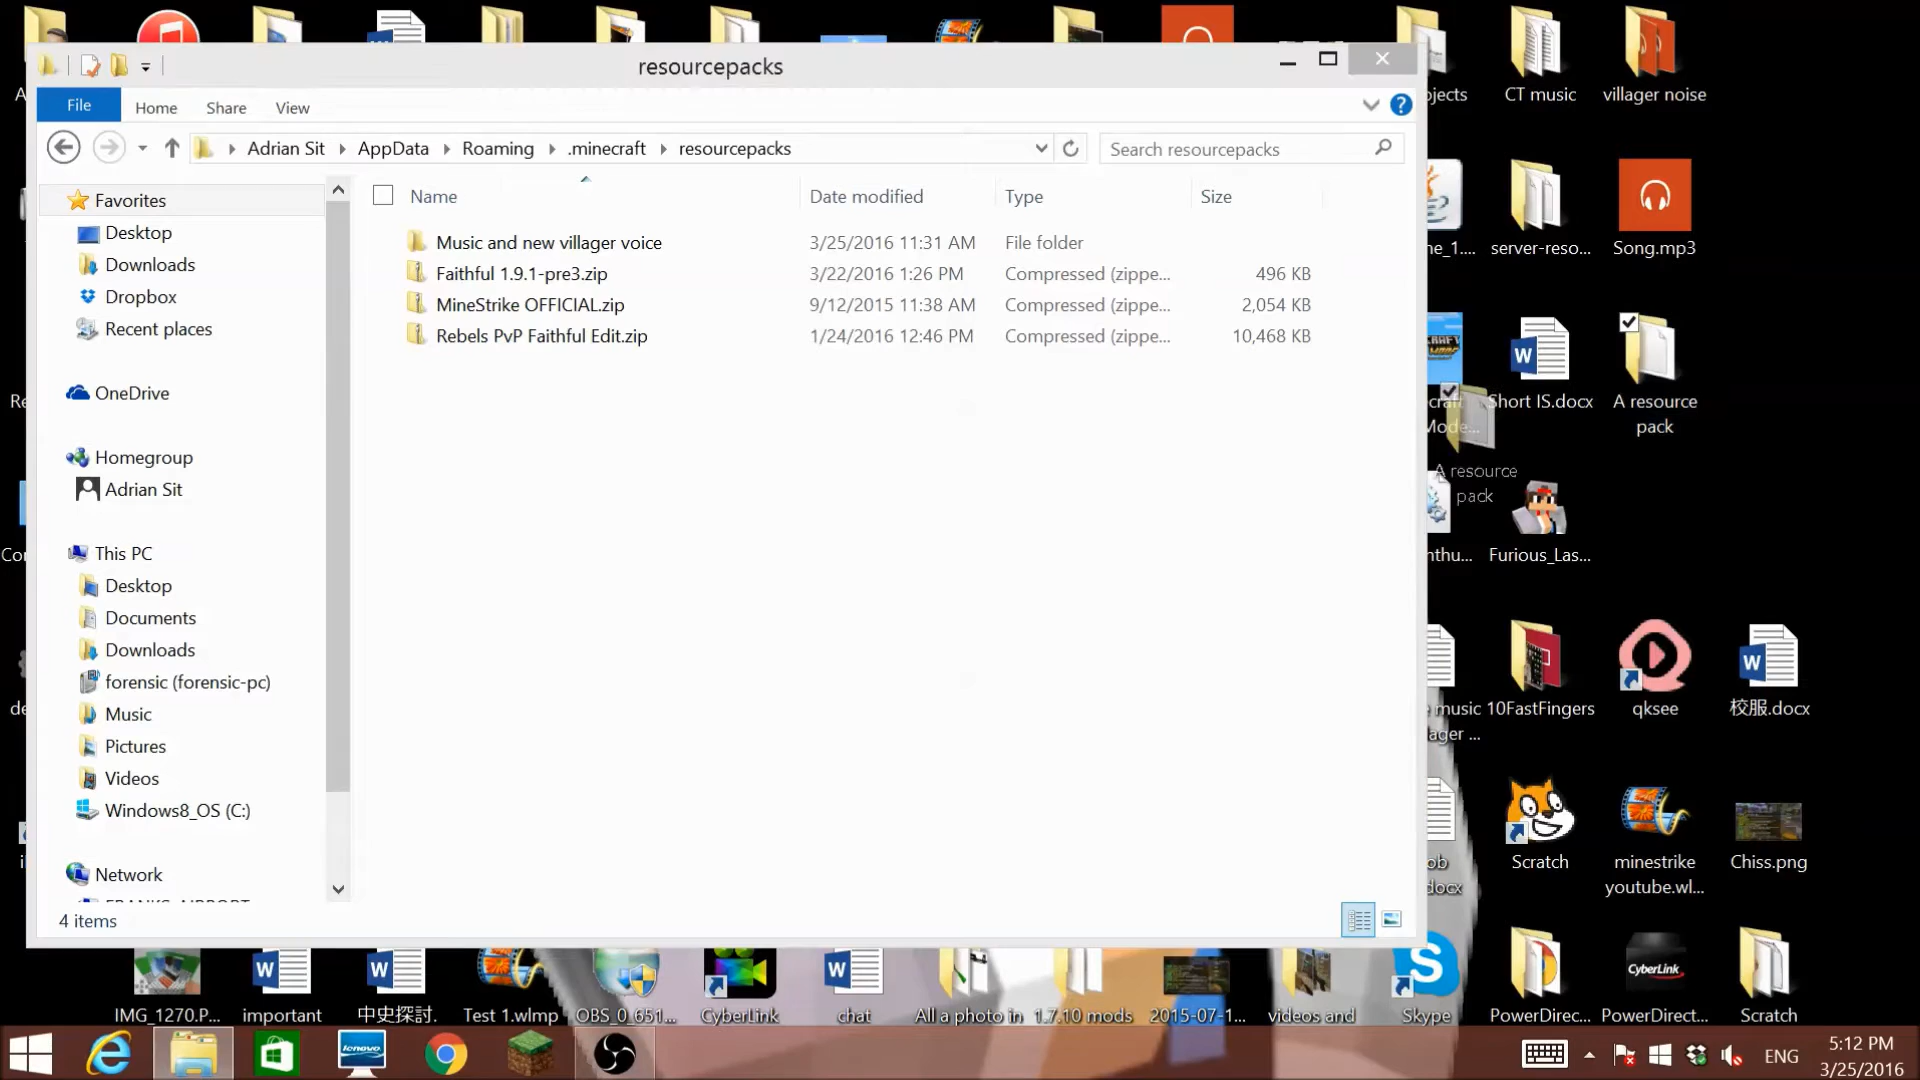 resourcepacks
File
Home
Share
View
Adrian Sit
AppData
Roaming
.minecraft
resourcepacks
Search resourcepacks
Favorites
Desktop
Downloads
Dropbox
Recent places
OneDrive
Homegroup
Adrian Sit
This PC
Desktop
Documents
Downloads
forensic (forensic-pc)
Music
Pictures
Videos
Windows8_OS (C:)
Network
Name
Date modified
Type
Size
Music and new villager voice
3/25/2016 11:31 AM
File folder
Faithful 1.9.1-pre3.zip
3/22/2016 1:26 PM
Compressed (zippe...
496 KB
MineStrike OFFICIAL.zip
9/12/2015 11:38 AM
Compressed (zippe...
2,054 KB
Rebels PvP Faithful Edit.zip
1/24/2016 12:46 PM
Compressed (zippe...
10,468 KB
4 items
CT music
villager noise
server-reso...
Song.mp3
Short IS.docx
A resource
pack
A resource
pack
Furious_Las...
music
10FastFingers
qksee
校服.docx
Scratch
minestrike
youtube.wl...
Chiss.png
CyberLink
IMG_1270.P...
important
中史探討.
Test 1.wlmp
OBS_0_651...
CyberLink
chat
All a photo in
1.7.10 mods
2015-07-1...
videos and
Skype
PowerDirec...
PowerDirect...
Scratch
lenovo
ENG
5:12 PM
3/25/2016